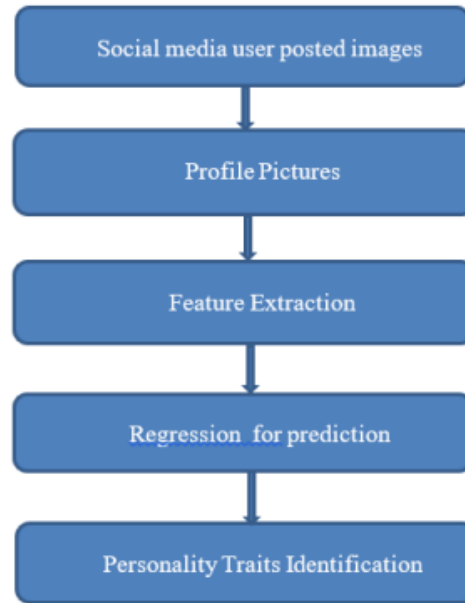 Social media user posted images
Profile Pictures
Feature Extraction
Regression for prediction
Personality Traits Identification